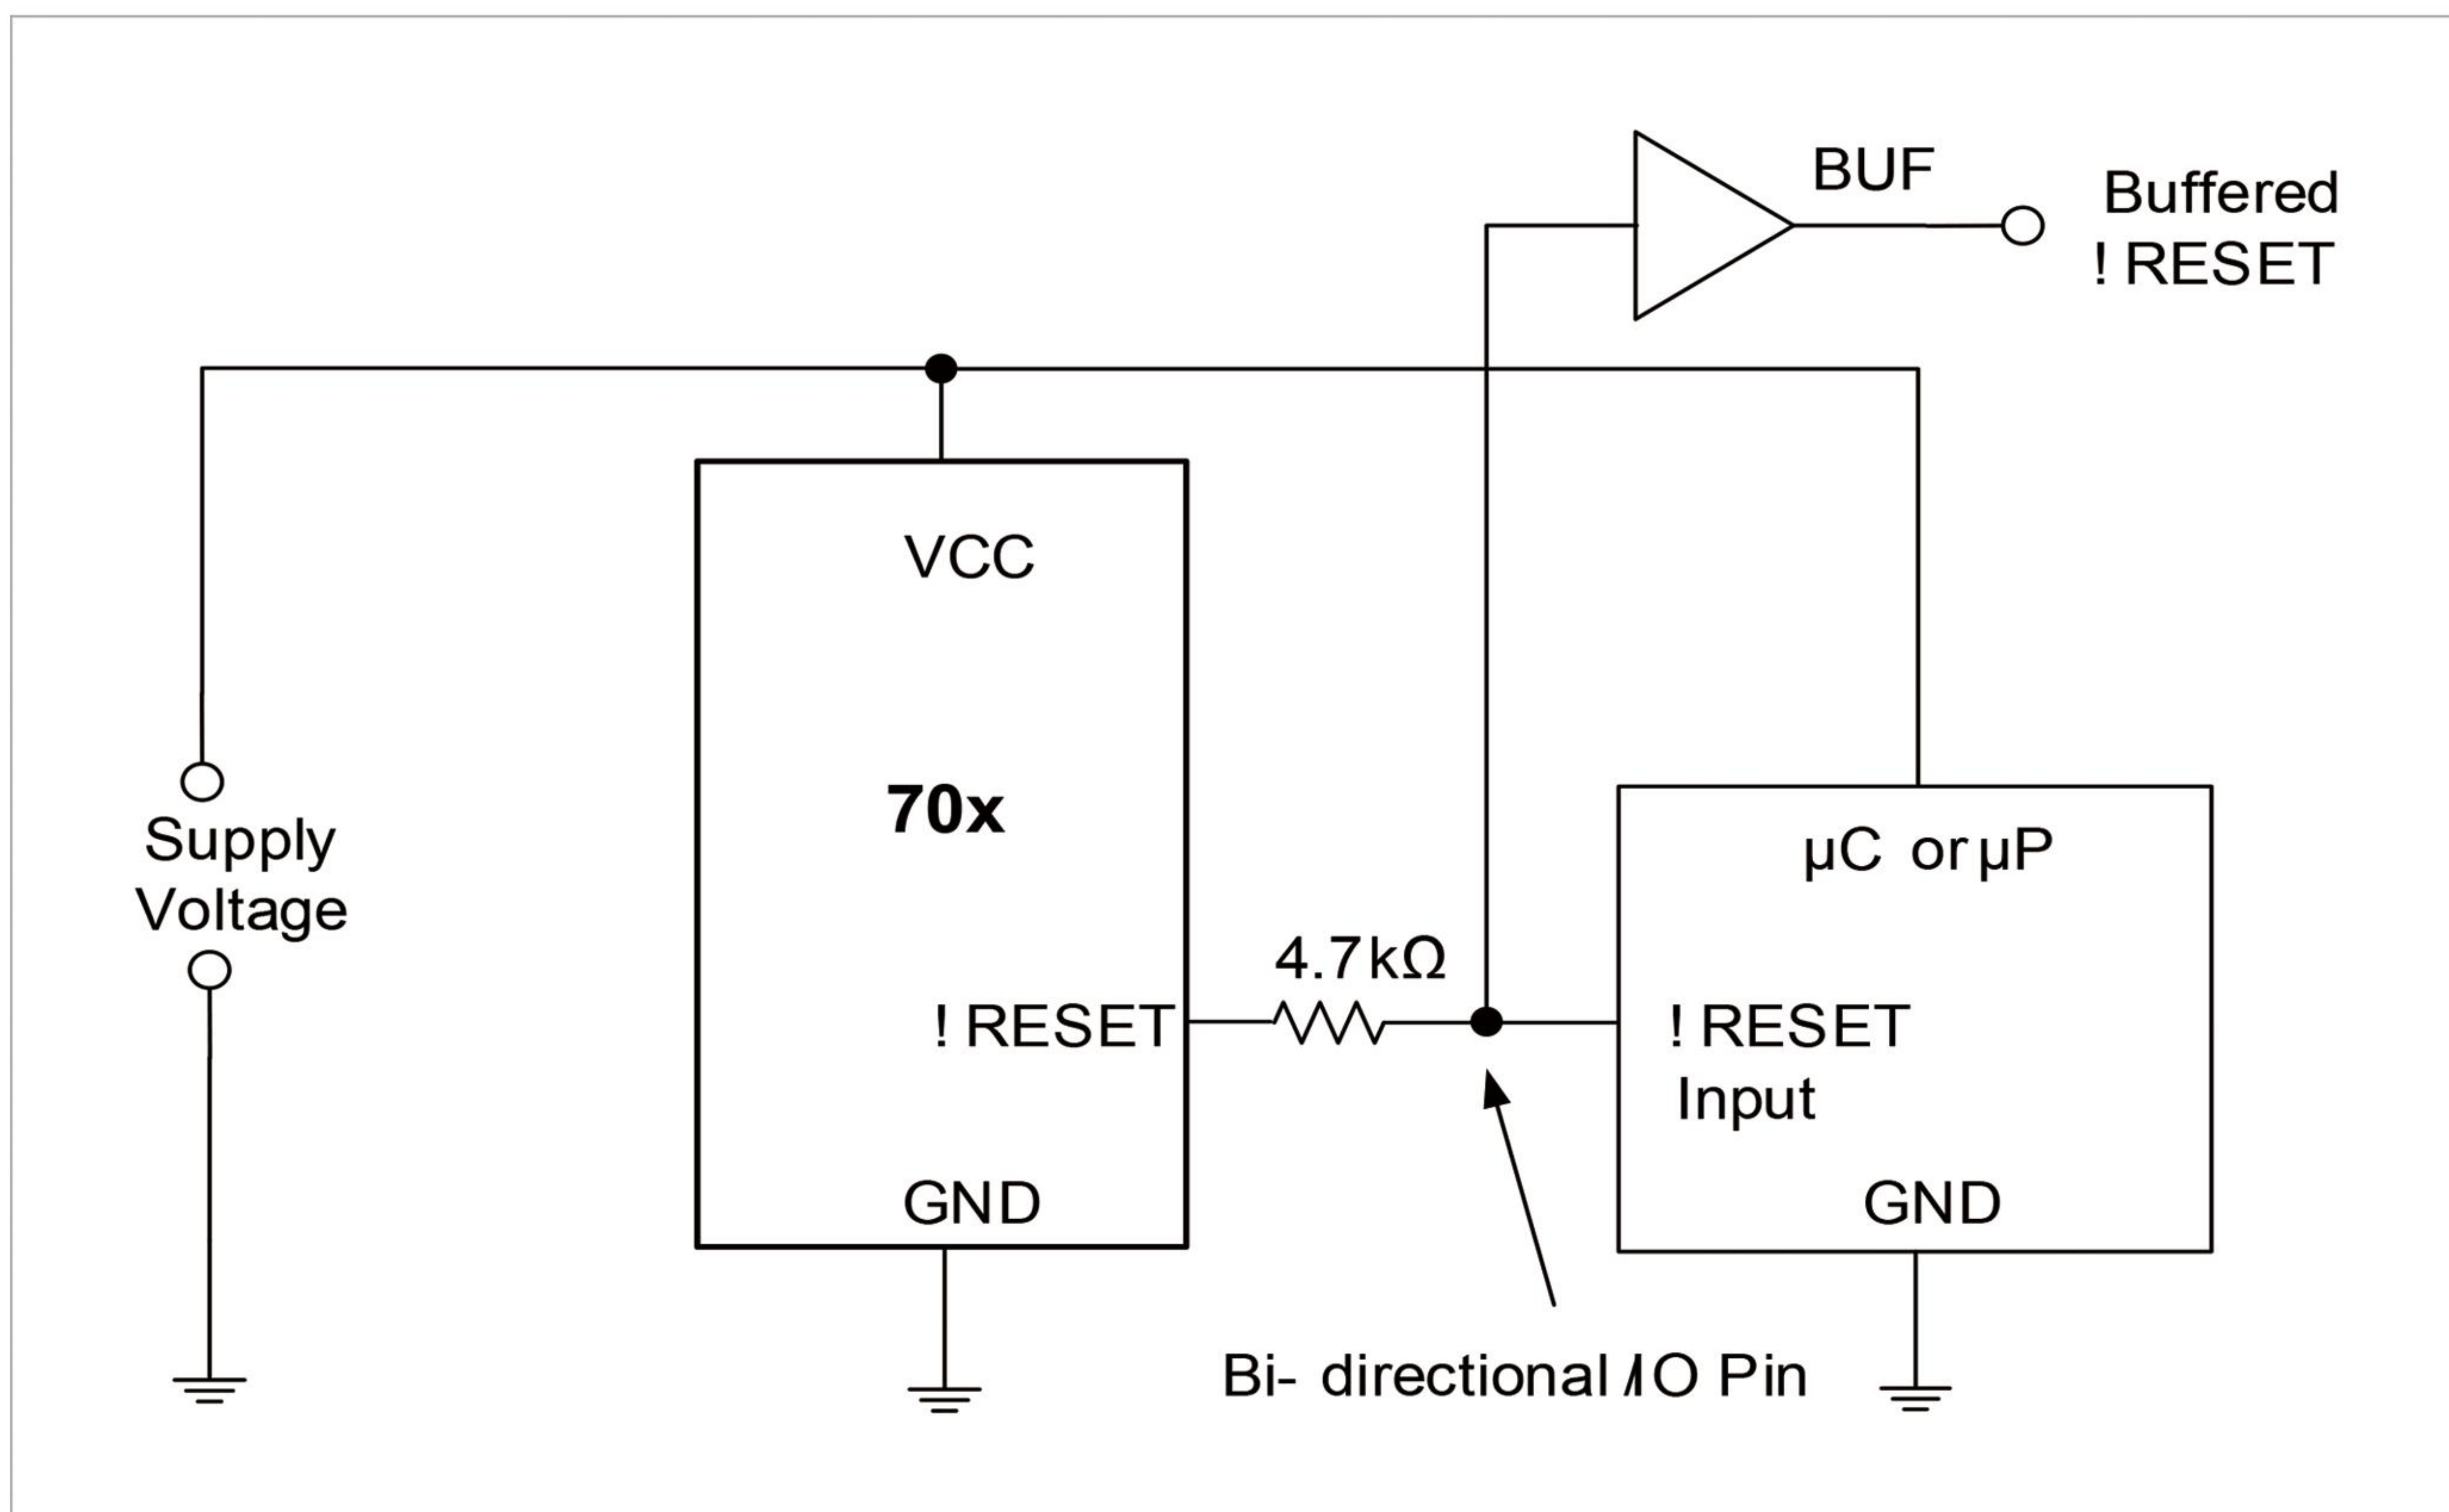 BUF
Buffered
! RESET
VCC
70x
Supply
Voltage
µC or µP
4.7kΩ
! RESET
! RESET
Input
GND
GND
Bi- directional I/O Pin